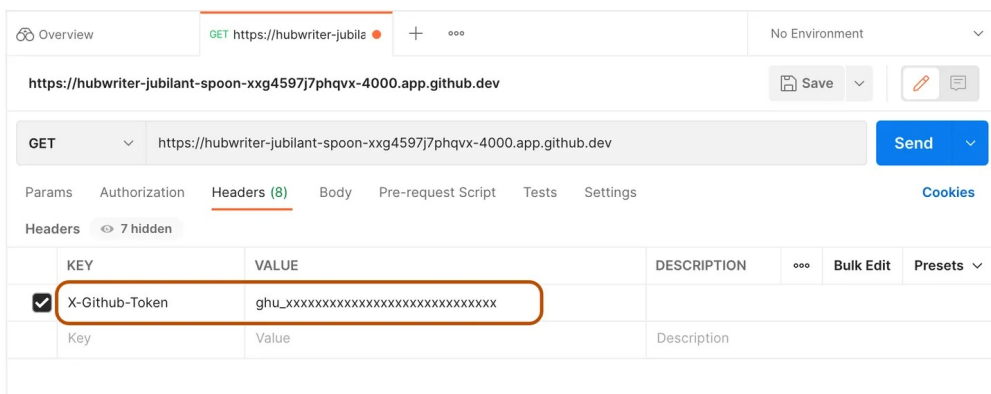 Overview GET https://hubwriter-jubila No Environment
https://hubwriter-jubilant-spoon-xxg4597j7phqvx-4000.app.github.dev Save
GET https://hubwriter-jubilant-spoon-xxg4597j7phqvx-4000.app.github.dev Send
Params Authorization Headers (8) Body Pre-request Script Tests Settings Cookies
Headers 7 hidden
KEY VALUE DESCRIPTION Bulk Edit Presets
X-Github-Token ghu_xxxxxxxxxxxxxxxxxxxxxxxxxxxxx
Key Value Description